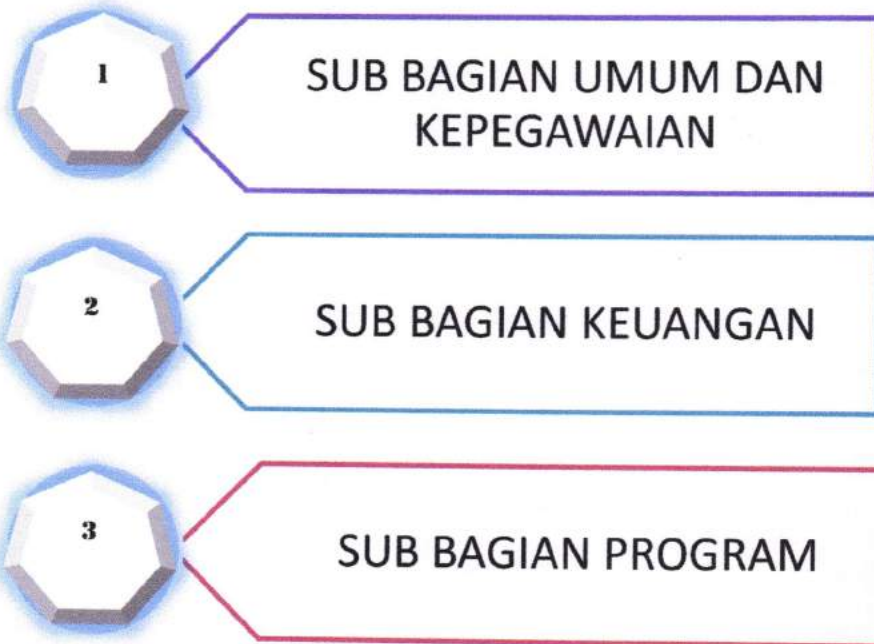 1
SUB BAGIAN UMUM DAN
KEPEGAWAIAN
2
SUB BAGIAN KEUANGAN
3
SUB BAGIAN PROGRAM